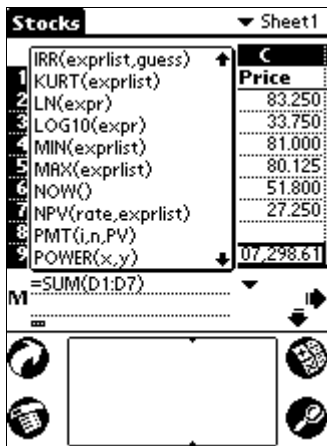 Stocks
Sheet1
IRR(exprlist,guess)
KURT(exprlist)
LN(expr)
LOG10(expr)
MIN(exprlist)
MAX(exprlist)
NOW()
NPV(rate,exprlist)
PMT(i,n,PV)
POWER(x,y)
1
2
3
4
5
6
7
8
9
C
Price
83.250
33.750
81.000
80.125
51.800
27.250
07,298.61
M =SUM(D1:D7)